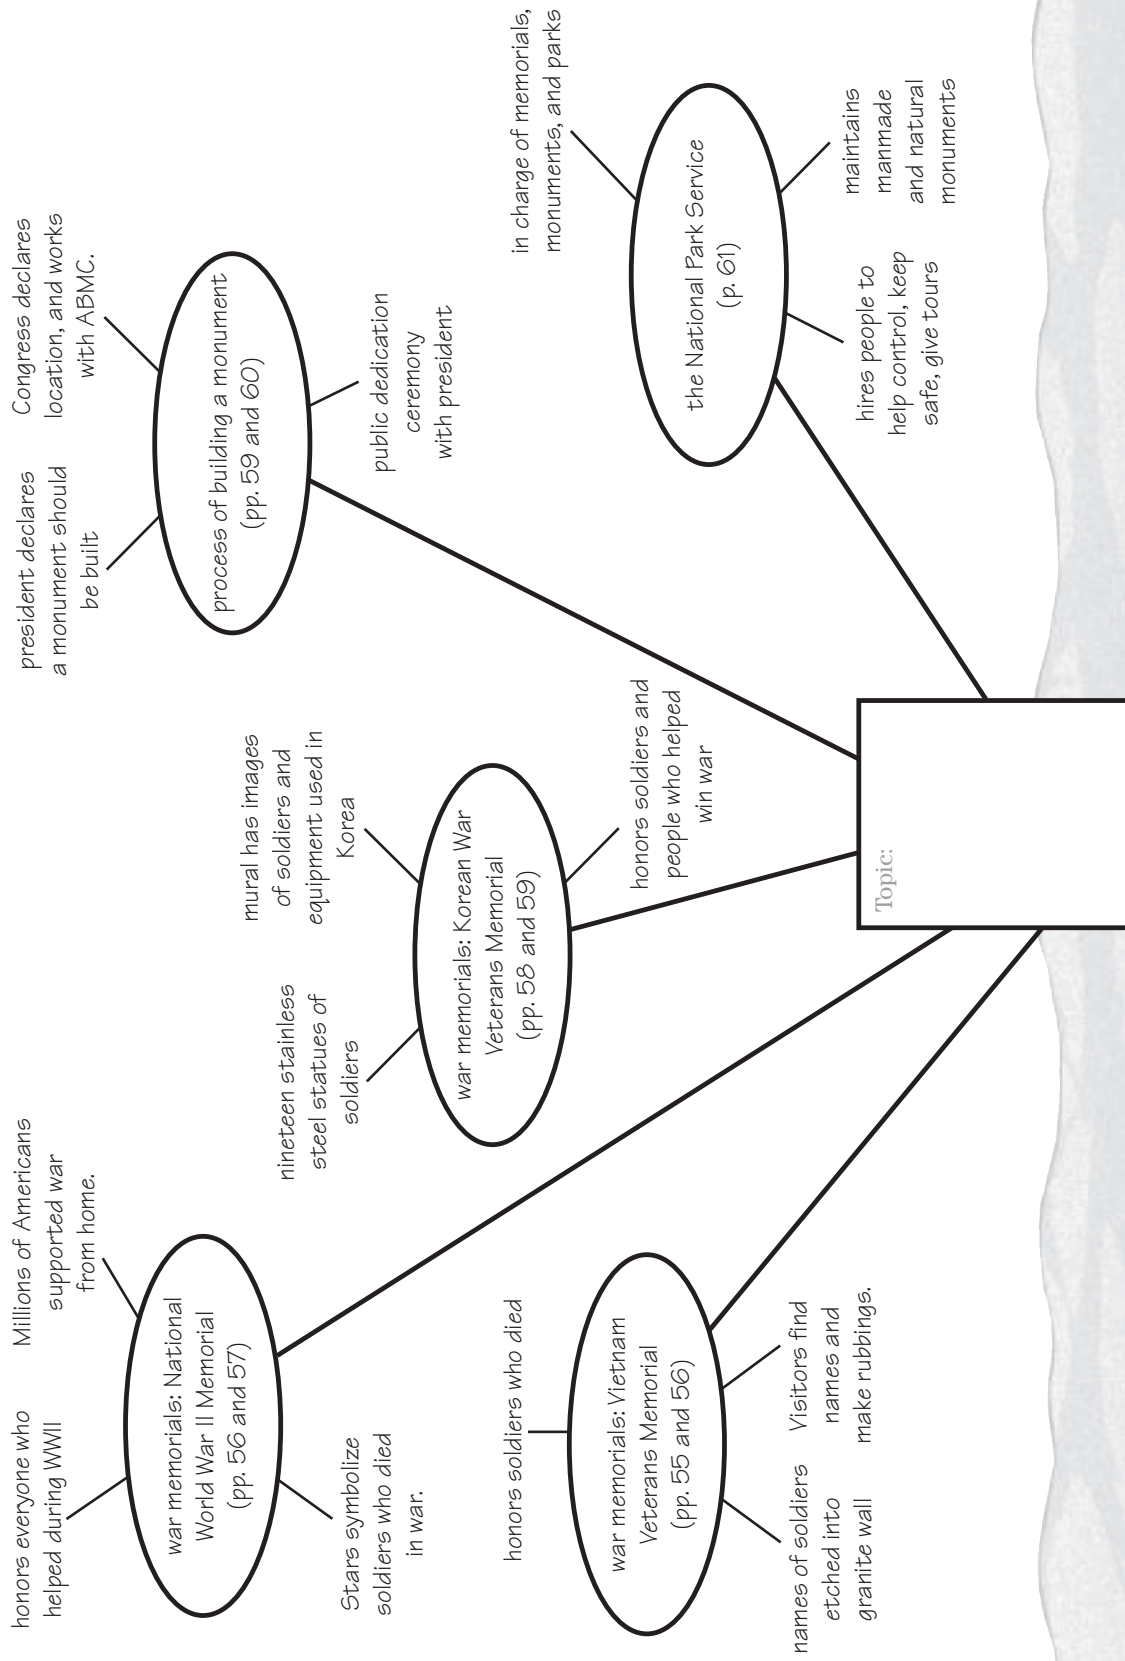 honors everyone who
helped during WWII
Millions of Americans
supported war
from home.
war memorials: National
World War II Memorial
(pp. 56 and 57)
Stars symbolize
soldiers who died
in war.
nineteen stainless
steel statues of
soldiers
mural has images
of soldiers and
equipment used in
Korea
war memorials: Korean War
Veterans Memorial
(pp. 58 and 59)
honors soldiers and
people who helped
win war
president declares
a monument should
be built
Congress declares
location, and works
with ABMC.
process of building a monument
(pp. 59 and 60)
public dedication
ceremony
with president
honors soldiers who died
war memorials: Vietnam
Veterans Memorial
(pp. 55 and 56)
names of soldiers
etched into
granite wall
Visitors find
names and
make rubbings.
in charge of memorials,
monuments, and parks
the National Park Service
(p. 61)
hires people to
help control, keep
safe, give tours
maintains
manmade
and natural
monuments
Topic: